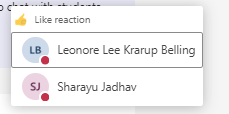 o chat with students
Like reaction
LB Leonore Lee Krarup Belling
SJ Sharayu Jadhav